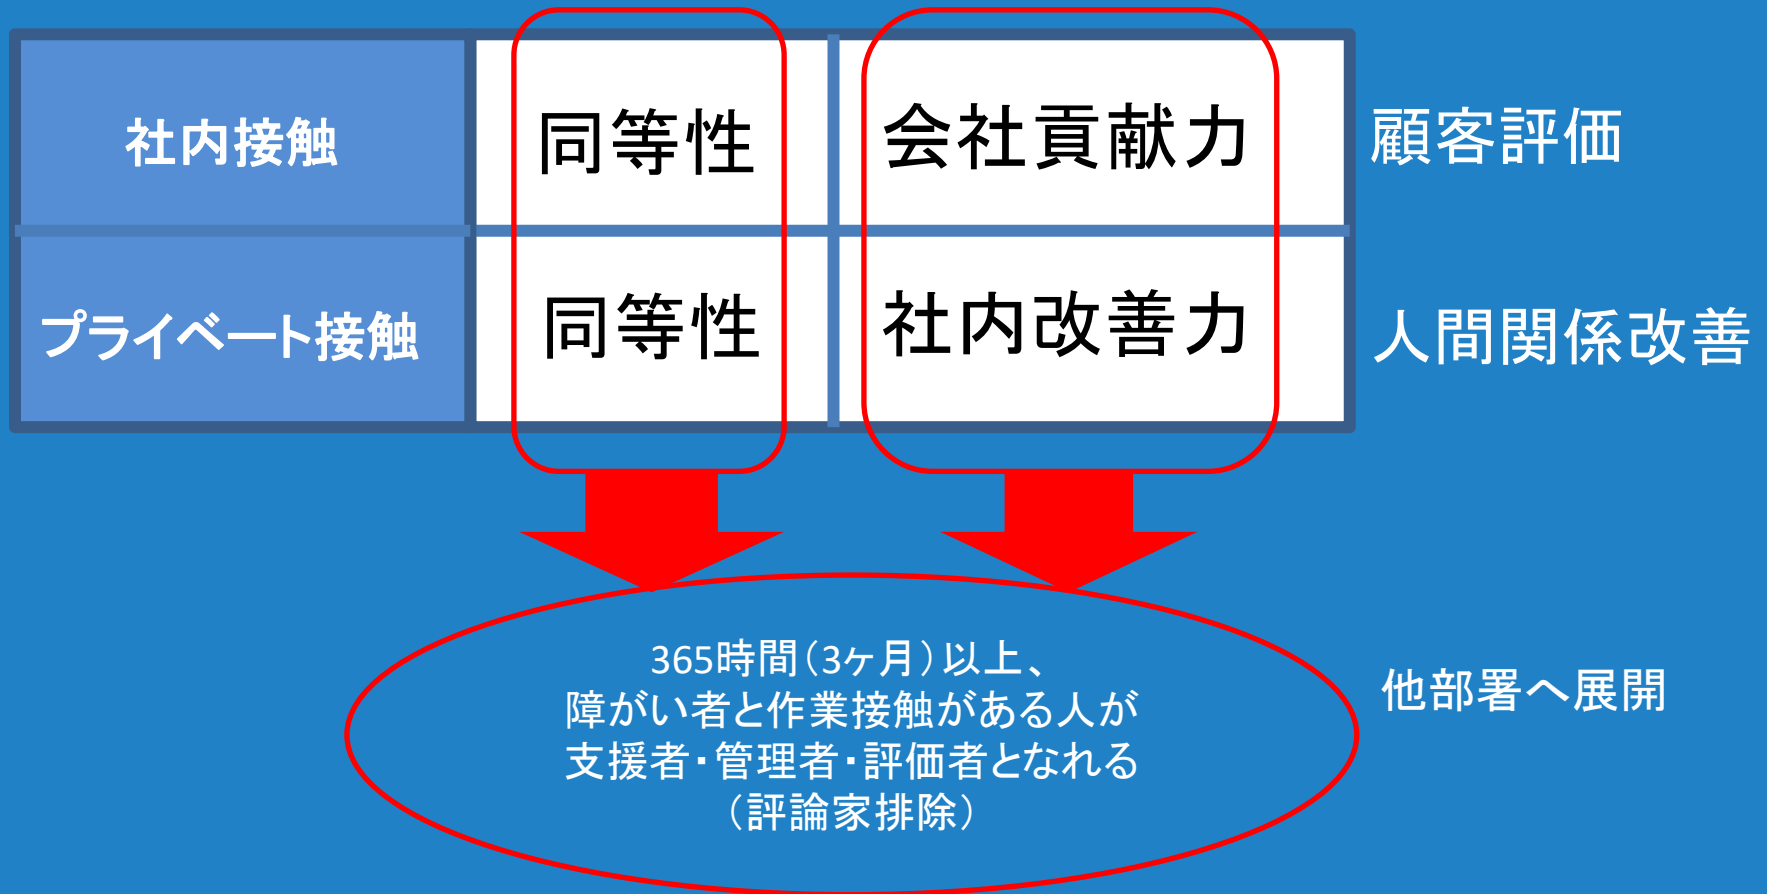 社内接触 同等性 会社貢献力 顧客評価
プライベート接触 同等性 社内改善力 人間関係改善
365時間（3ヶ月）以上、
障がい者と作業接触がある人が
支援者・管理者・評価者となれる
（評論家排除）
他部署へ展開